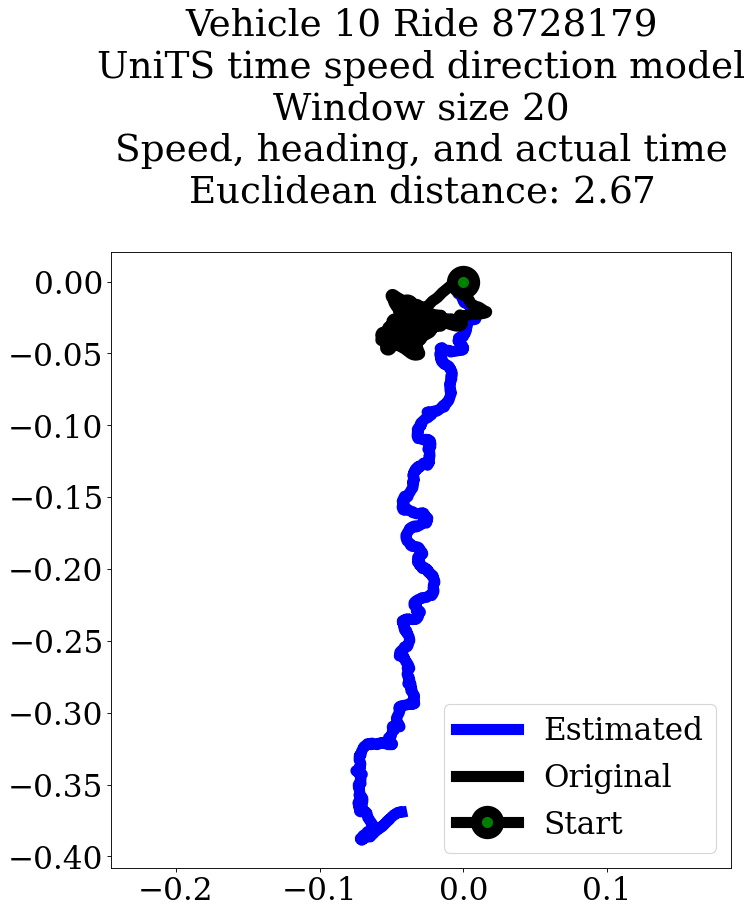 Vehicle 10 Ride 8728179
UniTS time speed direction model
Window size 20
Speed, heading, and actual time
Euclidean distance: 2.67
0.00
−0.05
−0.10
−0.15
−0.20
−0.25
−0.30
−0.35
−0.40
Estimated
Original
Start
−0.2
−0.1
0.0
0.1